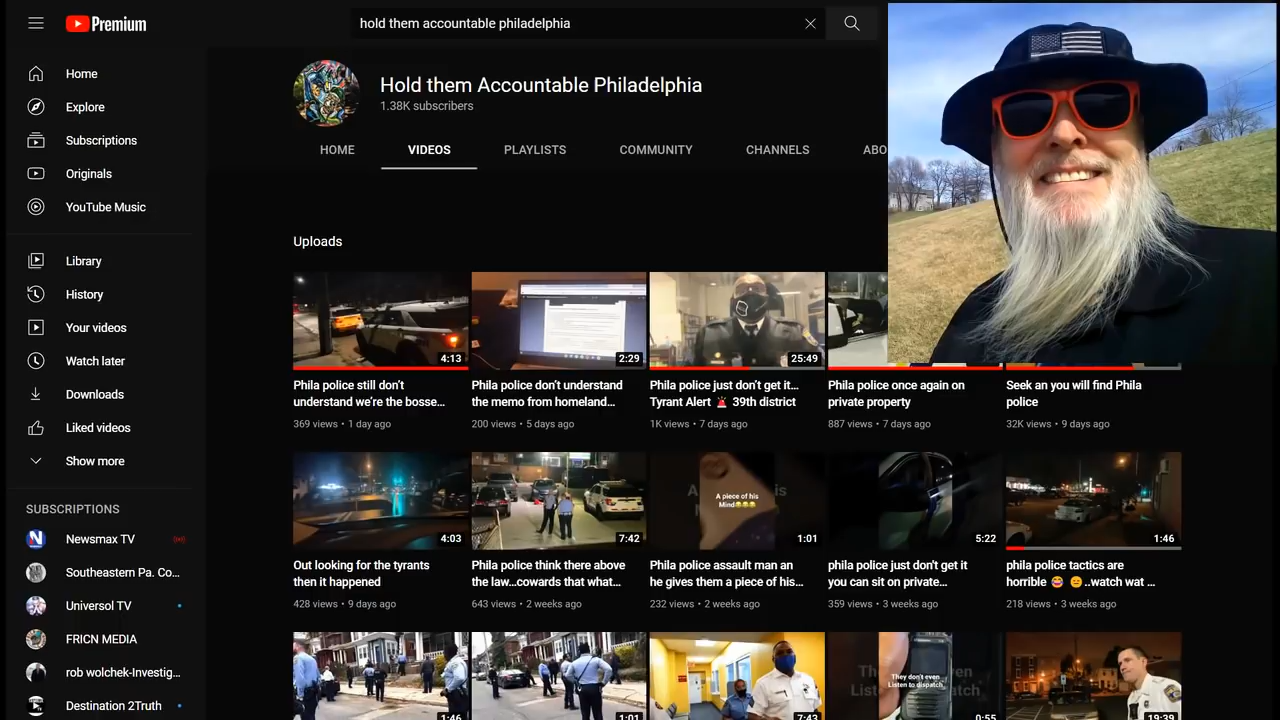 Premium
hold them accountable philadelphia
Home
Explore
Subscriptions
Originals
YouTube Music
Library
History
Your videos
Watch later
Downloads
Liked videos
Show more
SUBSCRIPTIONS
Newsmax TV
Southeastern Pa. Co...
Universol TV
FRICN MEDIA
rob wolchek-Investig...
Destination 2Truth
Hold them Accountable Philadelphia
1.38K subscribers
HOME VIDEOS PLAYLISTS COMMUNITY CHANNELS ABO
Uploads
4:13
Phila police still don't
understand we're the bosse...
369 views • 1 day ago
2:29
Phila police don't understand
the memo from homeland...
200 views • 5 days ago
25:49
Phila police just don't get it...
Tyrant Alert 🚨 39th district
1K views • 7 days ago
Phila police once again on
private property
887 views • 7 days ago
Seek an you will find Phila
police
32K views • 9 days ago
4:03
Out looking for the tyrants
then it happened
428 views • 9 days ago
7:42
Phila police think there above
the law...cowards that what...
643 views • 2 weeks ago
A piece of his
Mind😂😂😂
1:01
Phila police assault man an
he gives them a piece of his...
232 views • 2 weeks ago
5:22
phila police just don't get it
you can sit on private...
359 views • 3 weeks ago
1:46
phila police tactics are
horrible 😂 😑..watch wat ...
218 views • 3 weeks ago
1:46
1:01
7:43
They don't even
Listen to dispatch
0:55
19:39